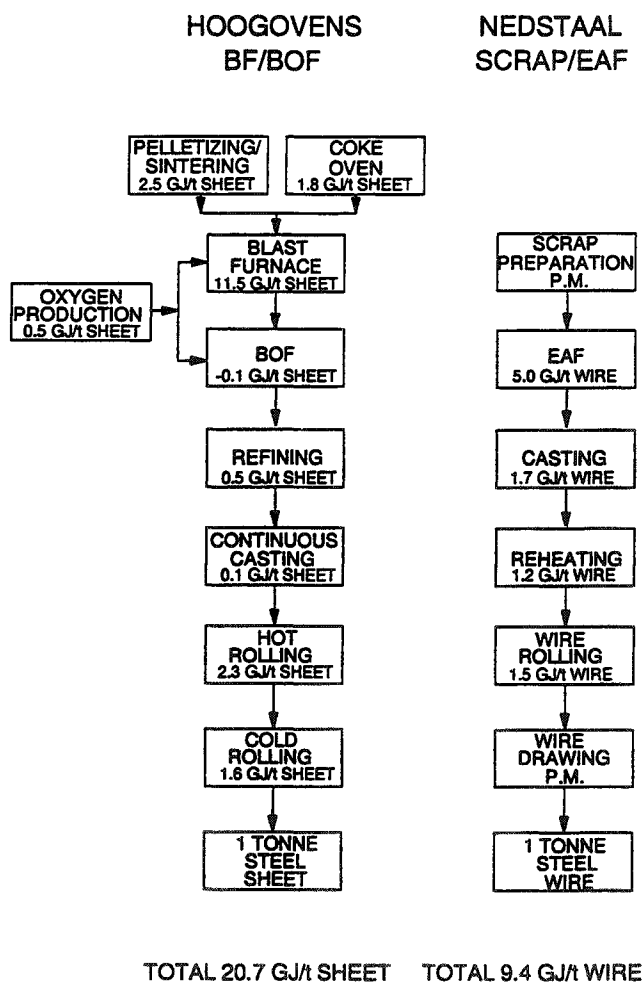 HOOGOVENS
BF/BOF
NEDSTAAL
SCRAP/EAF
PELLETIZING/
SINTERING
2.5 GJ/t SHEET
COKE
OVEN
1.8 GJ/t SHEET
BLAST
FURNACE
11.5 GJ/t SHEET
OXYGEN
PRODUCTION
0.5 GJ/t SHEET
BOF
-0.1 GJ/t SHEET
REFINING
0.5 GJ/t SHEET
CONTINUOUS
CASTING
0.1 GJ/t SHEET
HOT
ROLLING
2.3 GJ/t SHEET
COLD
ROLLING
1.6 GJ/t SHEET
1 TONNE
STEEL
SHEET
TOTAL 20.7 GJ/t SHEET
SCRAP
PREPARATION
P.M.
EAF
5.0 GJ/t WIRE
CASTING
1.7 GJ/t WIRE
REHEATING
1.2 GJ/t WIRE
WIRE
ROLLING
1.5 GJ/t WIRE
WIRE
DRAWING
P.M.
1 TONNE
STEEL
WIRE
TOTAL 9.4 GJ/t WIRE